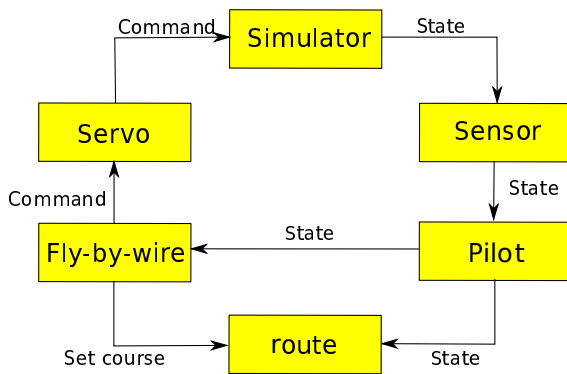 Command
Simulator
State
Servo
Sensor
Command
State
Fly-by-wire
State
Pilot
Set course
route
State